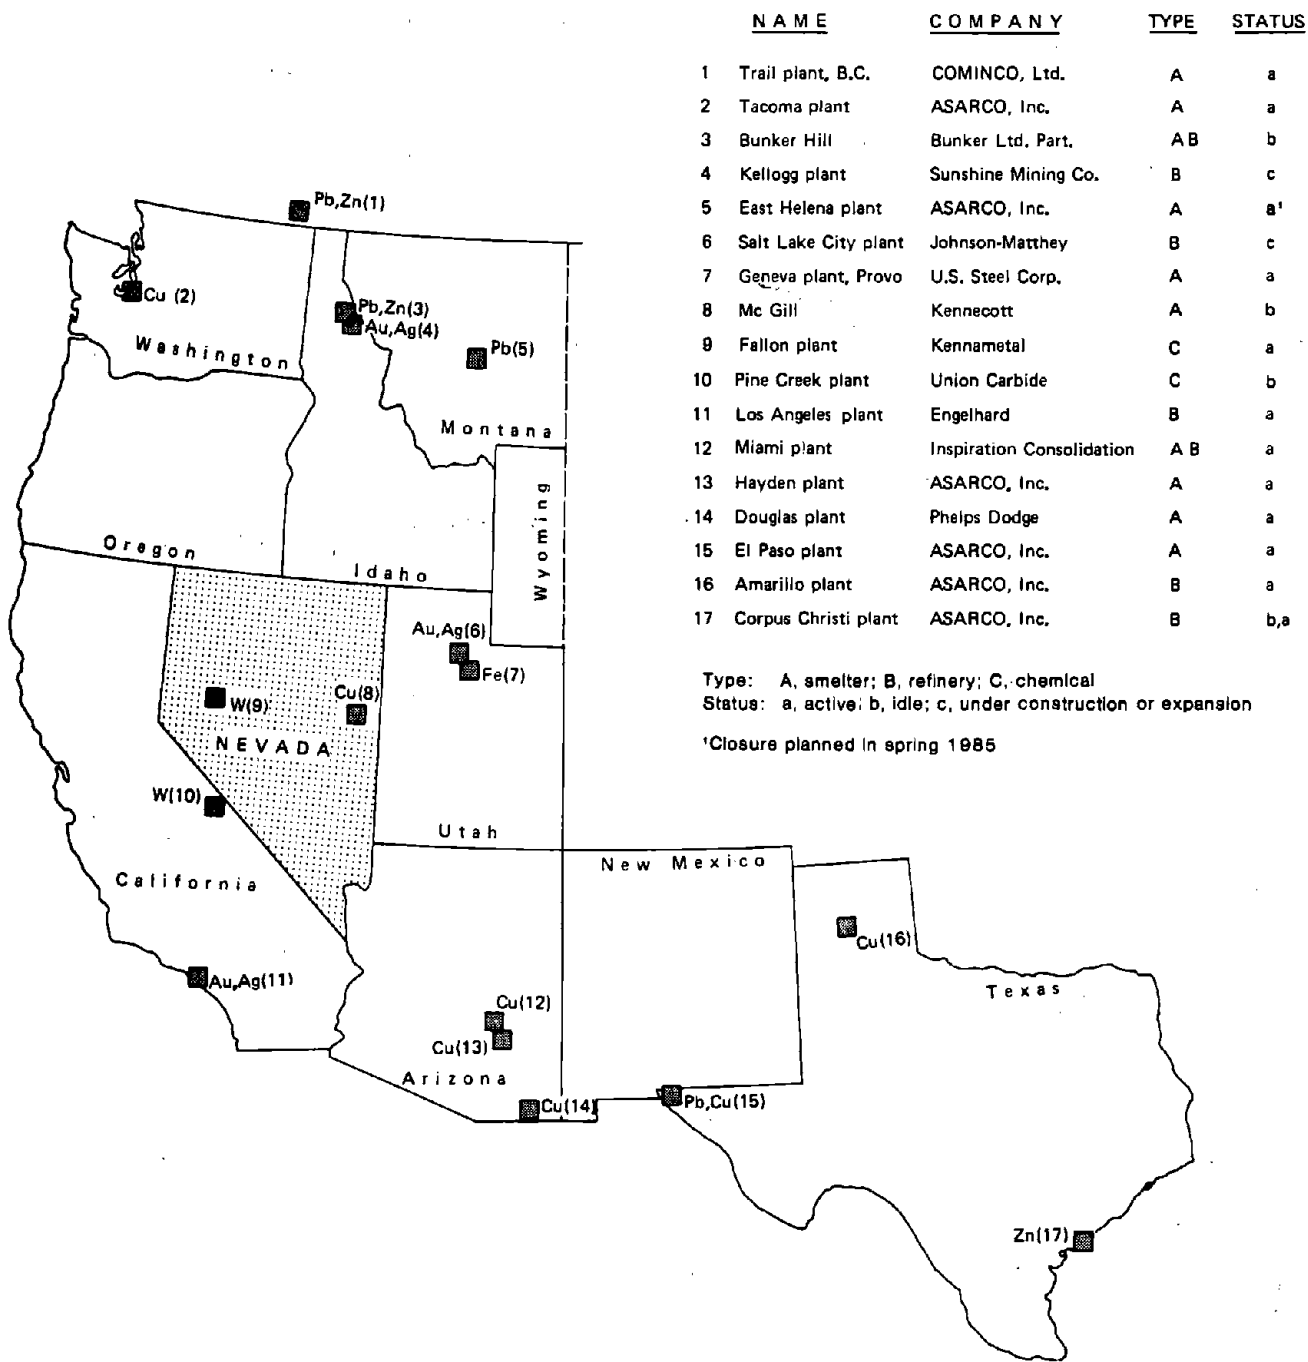 NAME COMPANY TYPE STATUS
1 Trail plant, B.C. COMINCO, Ltd. A a
2 Tacoma plant ASARCO, Inc. A a
3 Bunker Hill Bunker Ltd. Part. A B b
4 Kellogg plant Sunshine Mining Co. B c
5 East Helena plant ASARCO, Inc. A a¹
6 Salt Lake City plant Johnson-Matthey B c
7 Geneva plant, Provo U.S. Steel Corp. A a
8 Mc Gill Kennecott A b
9 Fallon plant Kennametal C a
10 Pine Creek plant Union Carbide C b
11 Los Angeles plant Engelhard B a
12 Miami plant Inspiration Consolidation A B a
13 Hayden plant ASARCO, Inc. A a
14 Douglas plant Phelps Dodge A a
15 El Paso plant ASARCO, Inc. A a
16 Amarillo plant ASARCO, Inc. B a
17 Corpus Christi plant ASARCO, Inc. B b,a
Type: A, smelter; B, refinery; C, chemical
Status: a, active; b, idle; c, under construction or expansion
¹Closure planned in spring 1985
Pb,Zn(1)
Cu (2)
Pb,Zn(3)
Au,Ag(4)
Washington
Pb(5)
Montana
Wyoming
Oregon
Idaho
Au,Ag(6)
Fe(7)
Cu(8)
W(9)
NEVADA
W(10)
Utah
New Mexico
California
Cu(16)
Au,Ag(11)
Texas
Cu(12)
Cu(13)
Arizona
Cu(14)
Pb,Cu(15)
Zn(17)